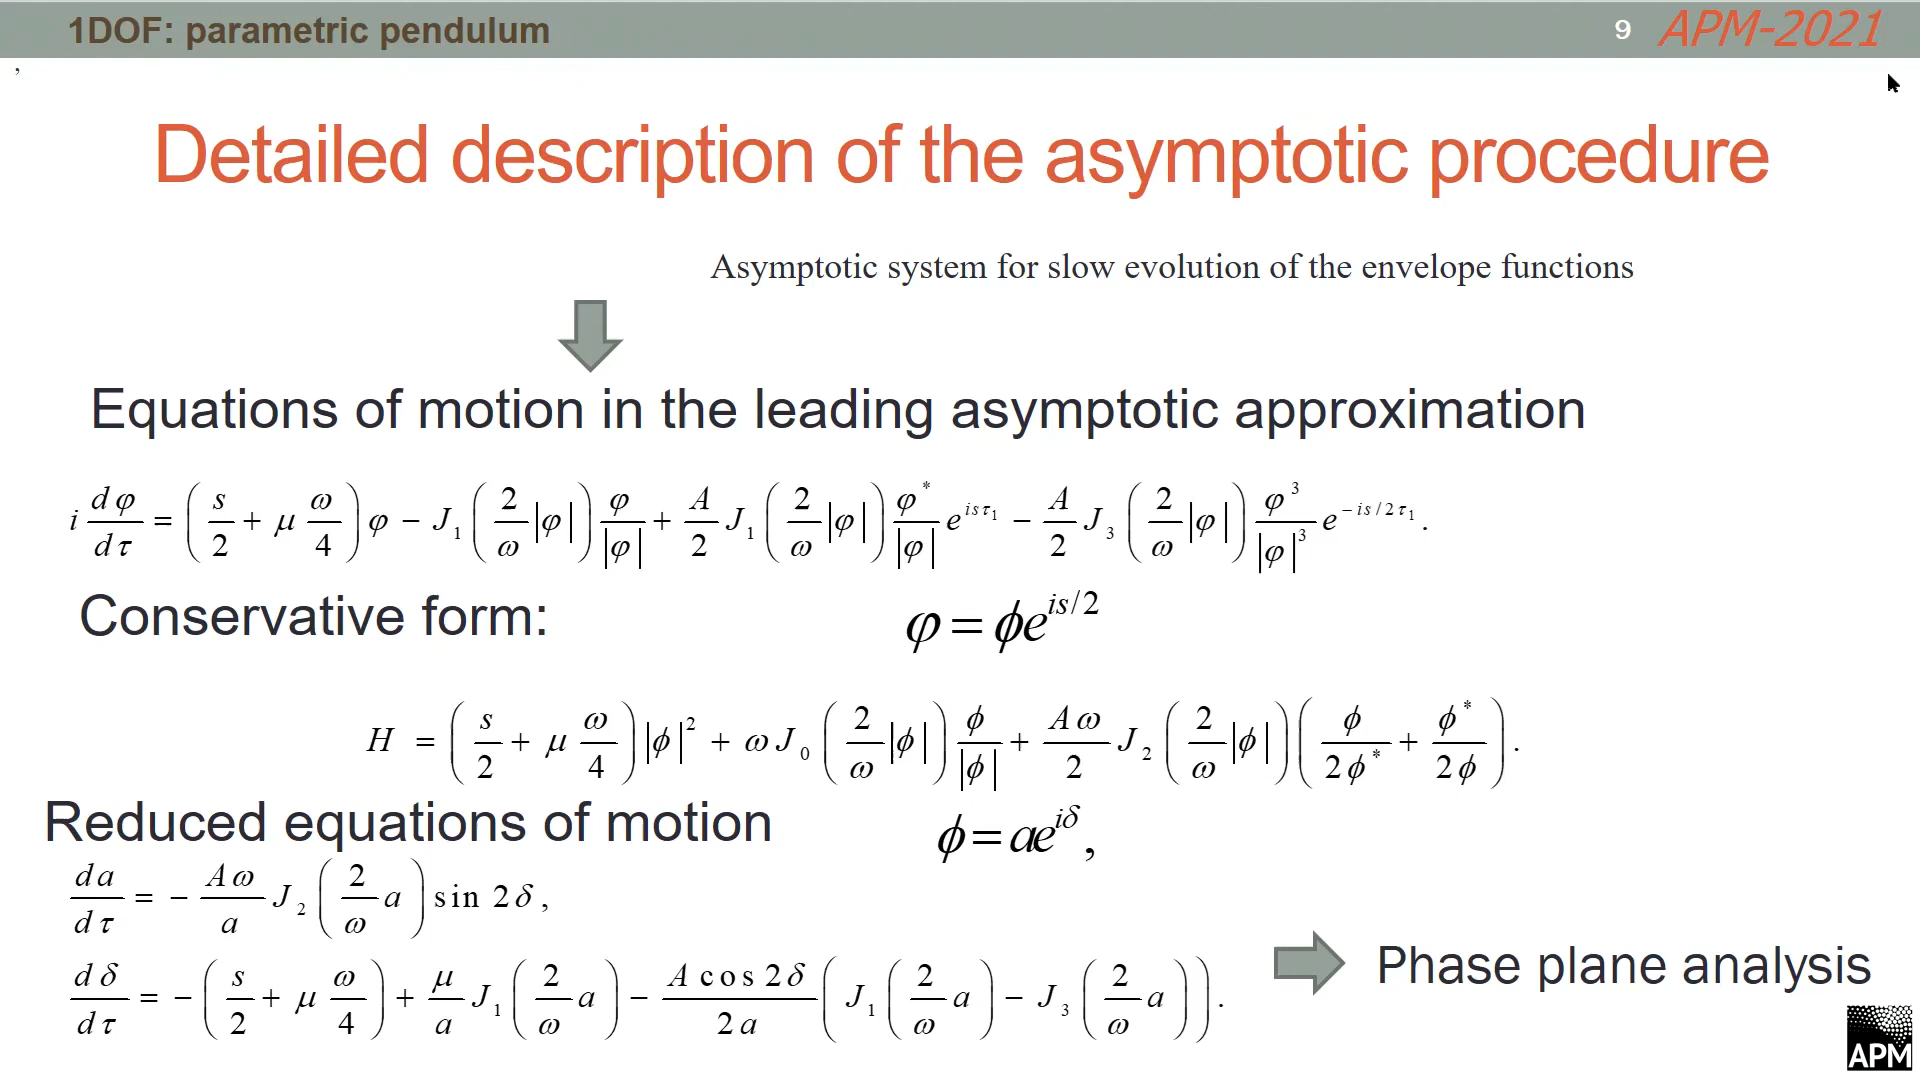 1DOF: parametric pendulum
9 APM-2021
,
Detailed description of the asymptotic procedure
Asymptotic system for slow evolution of the envelope functions
Equations of motion in the leading asymptotic approximation
i dφ/dτ = ( s/2 + μ ω/4 ) φ − J₁ ( 2/ω |φ| ) φ/|φ| + A/2 J₁ ( 2/ω |φ| ) φ*/|φ| e^{isτ₁} − A/2 J₃ ( 2/ω |φ| ) φ³/|φ|³ e^{−is/2τ₁} .
Conservative form:
φ = ϕe^{is/2}
H = ( s/2 + μ ω/4 ) |ϕ|² + ωJ₀ ( 2/ω |ϕ| ) ϕ/|ϕ| + Aω/2 J₂ ( 2/ω |ϕ| ) ( ϕ/2ϕ* + ϕ*/2ϕ ) .
Reduced equations of motion
ϕ = ae^{iδ} ,
da/dτ = − Aω/a J₂ ( 2/ω a ) sin 2δ ,
dδ/dτ = − ( s/2 + μ ω/4 ) + μ/a J₁ ( 2/ω a ) − A cos 2δ/2a ( J₁ ( 2/ω a ) − J₃ ( 2/ω a ) ) .
Phase plane analysis
APM